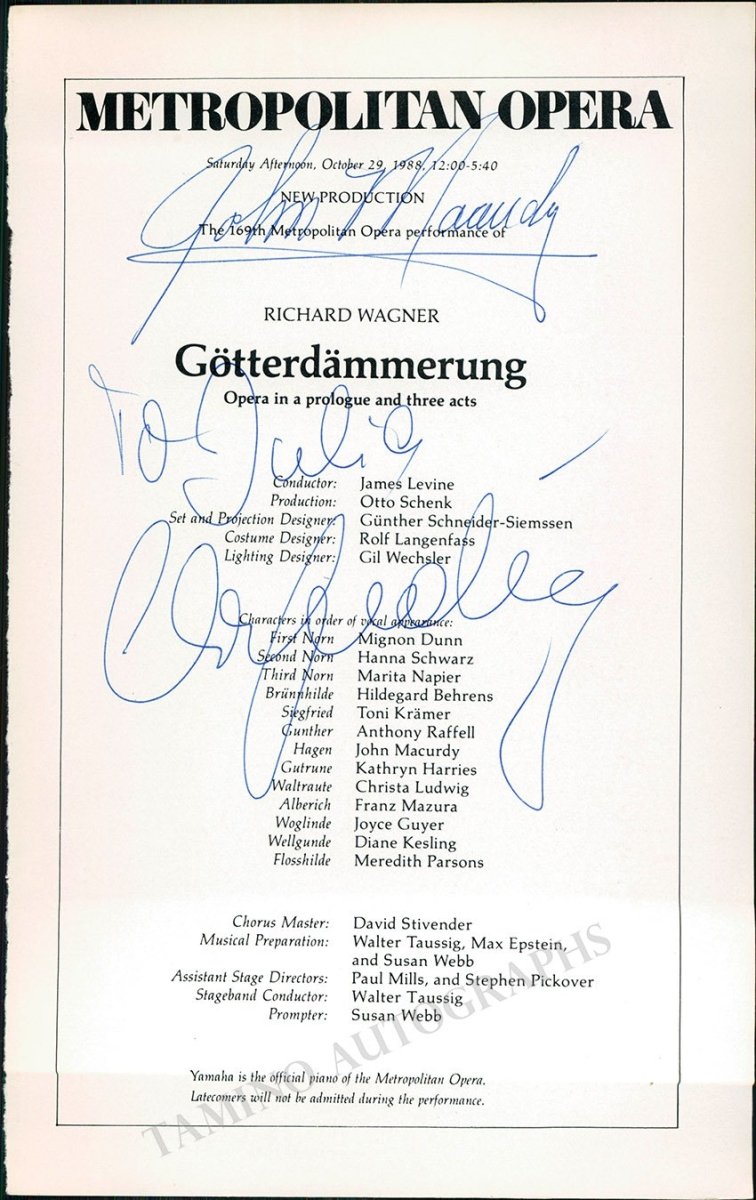 METROPOLITAN OPERA
Saturday Afternoon, October 29, 1988, 12:00-5:40
NEW PRODUCTION
The 169th Metropolitan Opera performance of
John Macurdy
RICHARD WAGNER
Götterdämmerung
Opera in a prologue and three acts
To Julia
Conductor: James Levine
Production: Otto Schenk
Set and Projection Designer: Günther Schneider-Siemssen
Costume Designer: Rolf Langenfass
Lighting Designer: Gil Wechsler
Characters in order of vocal appearance:
First Norn Mignon Dunn
Second Norn Hanna Schwarz
Third Norn Marita Napier
Brünnhilde Hildegard Behrens
Siegfried Toni Krämer
Gunther Anthony Raffell
Hagen John Macurdy
Gutrune Kathryn Harries
Waltraute Christa Ludwig
Alberich Franz Mazura
Woglinde Joyce Guyer
Wellgunde Diane Kesling
Flosshilde Meredith Parsons
Chorus Master: David Stivender
Musical Preparation: Walter Taussig, Max Epstein,
and Susan Webb
Assistant Stage Directors: Paul Mills, and Stephen Pickover
Stageband Conductor: Walter Taussig
Prompter: Susan Webb
Yamaha is the official piano of the Metropolitan Opera.
Latecomers will not be admitted during the performance.
TAMINO AUTOGRAPHS